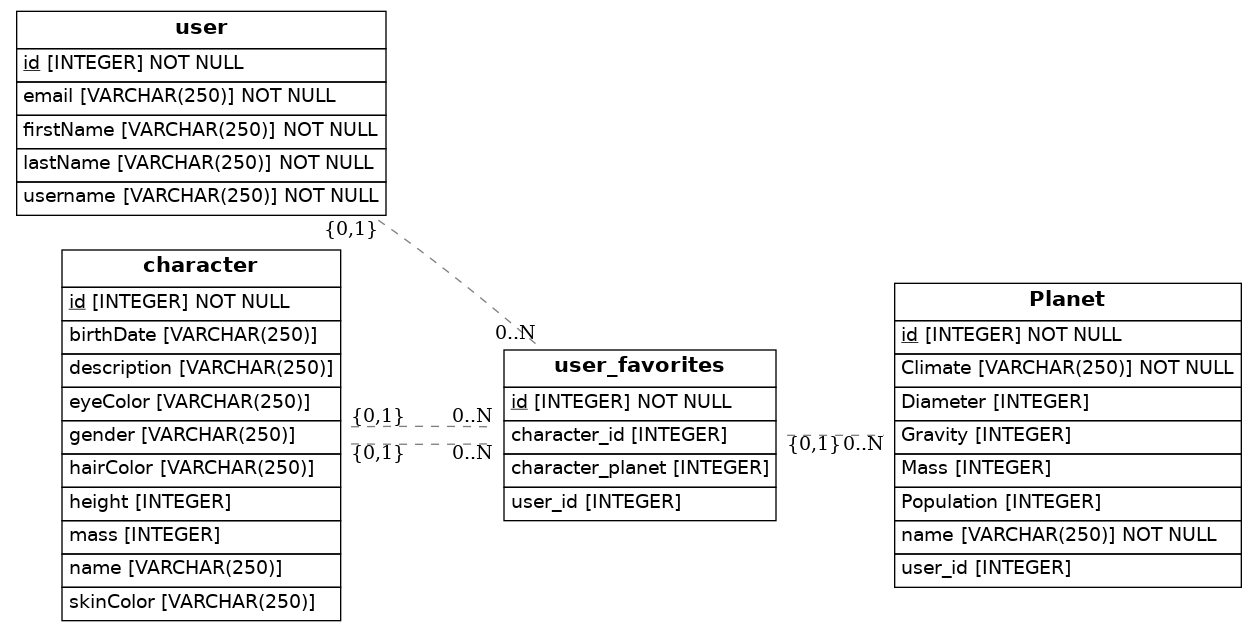 user
id [INTEGER] NOT NULL
email [VARCHAR(250)] NOT NULL
firstName [VARCHAR(250)] NOT NULL
lastName [VARCHAR(250)] NOT NULL
username [VARCHAR(250)] NOT NULL
{0,1}
0..N
character
id [INTEGER] NOT NULL
birthDate [VARCHAR(250)]
description [VARCHAR(250)]
eyeColor [VARCHAR(250)]
gender [VARCHAR(250)]
hairColor [VARCHAR(250)]
height [INTEGER]
mass [INTEGER]
name [VARCHAR(250)]
skinColor [VARCHAR(250)]
{0,1} 0..N
{0,1} 0..N
user_favorites
id [INTEGER] NOT NULL
character_id [INTEGER]
character_planet [INTEGER]
user_id [INTEGER]
{0,1} 0..N
Planet
id [INTEGER] NOT NULL
Climate [VARCHAR(250)] NOT NULL
Diameter [INTEGER]
Gravity [INTEGER]
Mass [INTEGER]
Population [INTEGER]
name [VARCHAR(250)] NOT NULL
user_id [INTEGER]